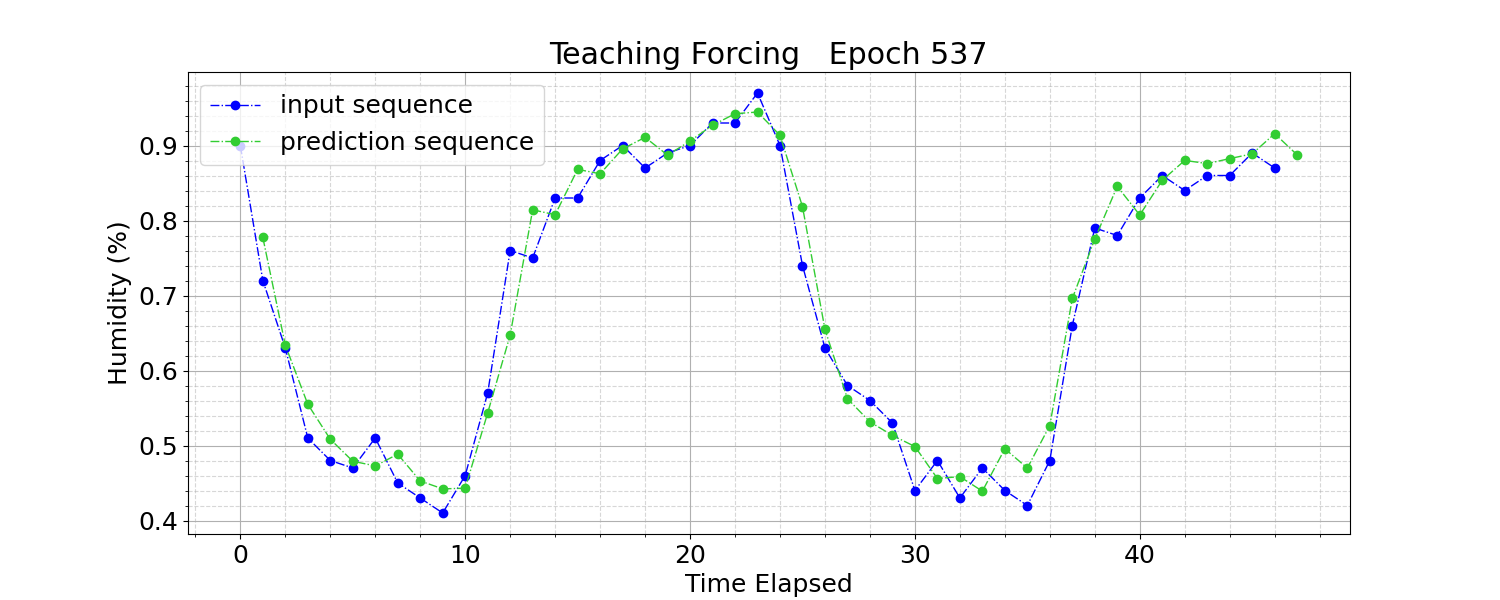 Teaching Forcing   Epoch 537
input sequence
prediction sequence
Humidity (%)
0.9
0.8
0.7
0.6
0.5
0.4
0 10 20 30 40
Time Elapsed